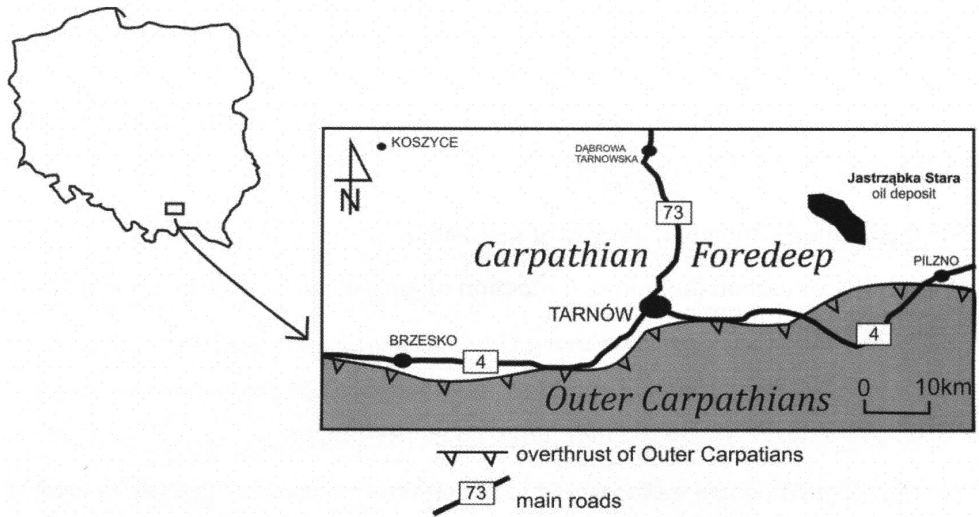 KOSZYCE
DĄBROWA
TARNOWSKA
N
Jastrząbka Stara
oil deposit
73
Carpathian Foredeep
PILZNO
TARNÓW
BRZESKO
4
4
0 10km
Outer Carpathians
overthrust of Outer Carpatians
73
main roads